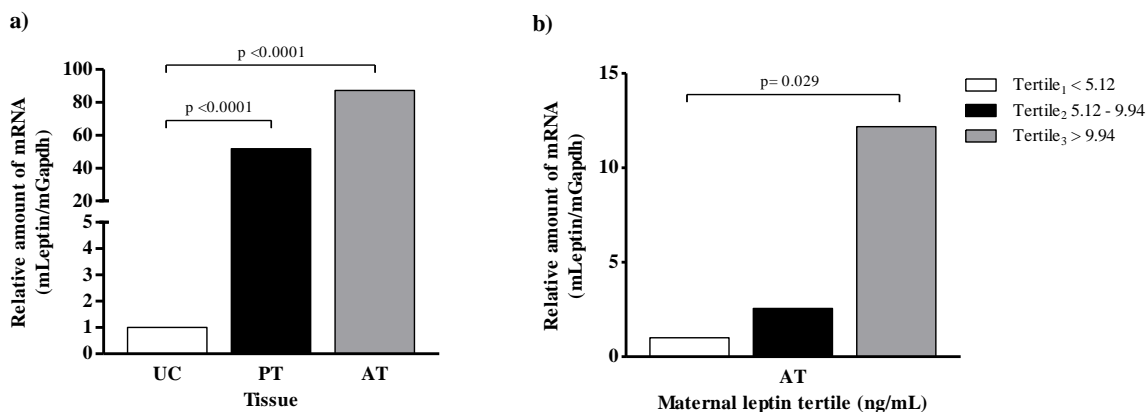 a)
p <0.0001
p <0.0001
100
80
60
40
20
5
4
3
2
1
0
Relative amount of mRNA
(mLeptin/mGapdh)
UC PT AT
Tissue
b)
p= 0.029
15
10
5
0
Relative amount of mRNA
(mLeptin/mGapdh)
AT
Maternal leptin tertile (ng/mL)
Tertile₁ < 5.12
Tertile₂ 5.12 - 9.94
Tertile₃ > 9.94